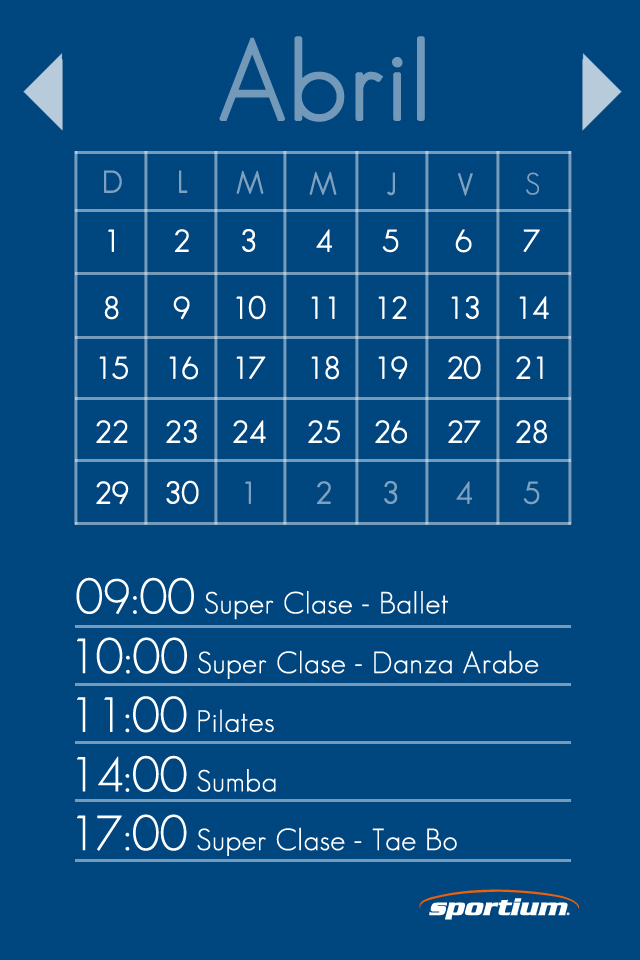 Abril
D L M M J V S
1 2 3 4 5 6 7
8 9 10 11 12 13 14
15 16 17 18 19 20 21
22 23 24 25 26 27 28
29 30 1 2 3 4 5
09:00 Super Clase - Ballet
10:00 Super Clase - Danza Arabe
11:00 Pilates
14:00 Sumba
17:00 Super Clase - Tae Bo
sportium